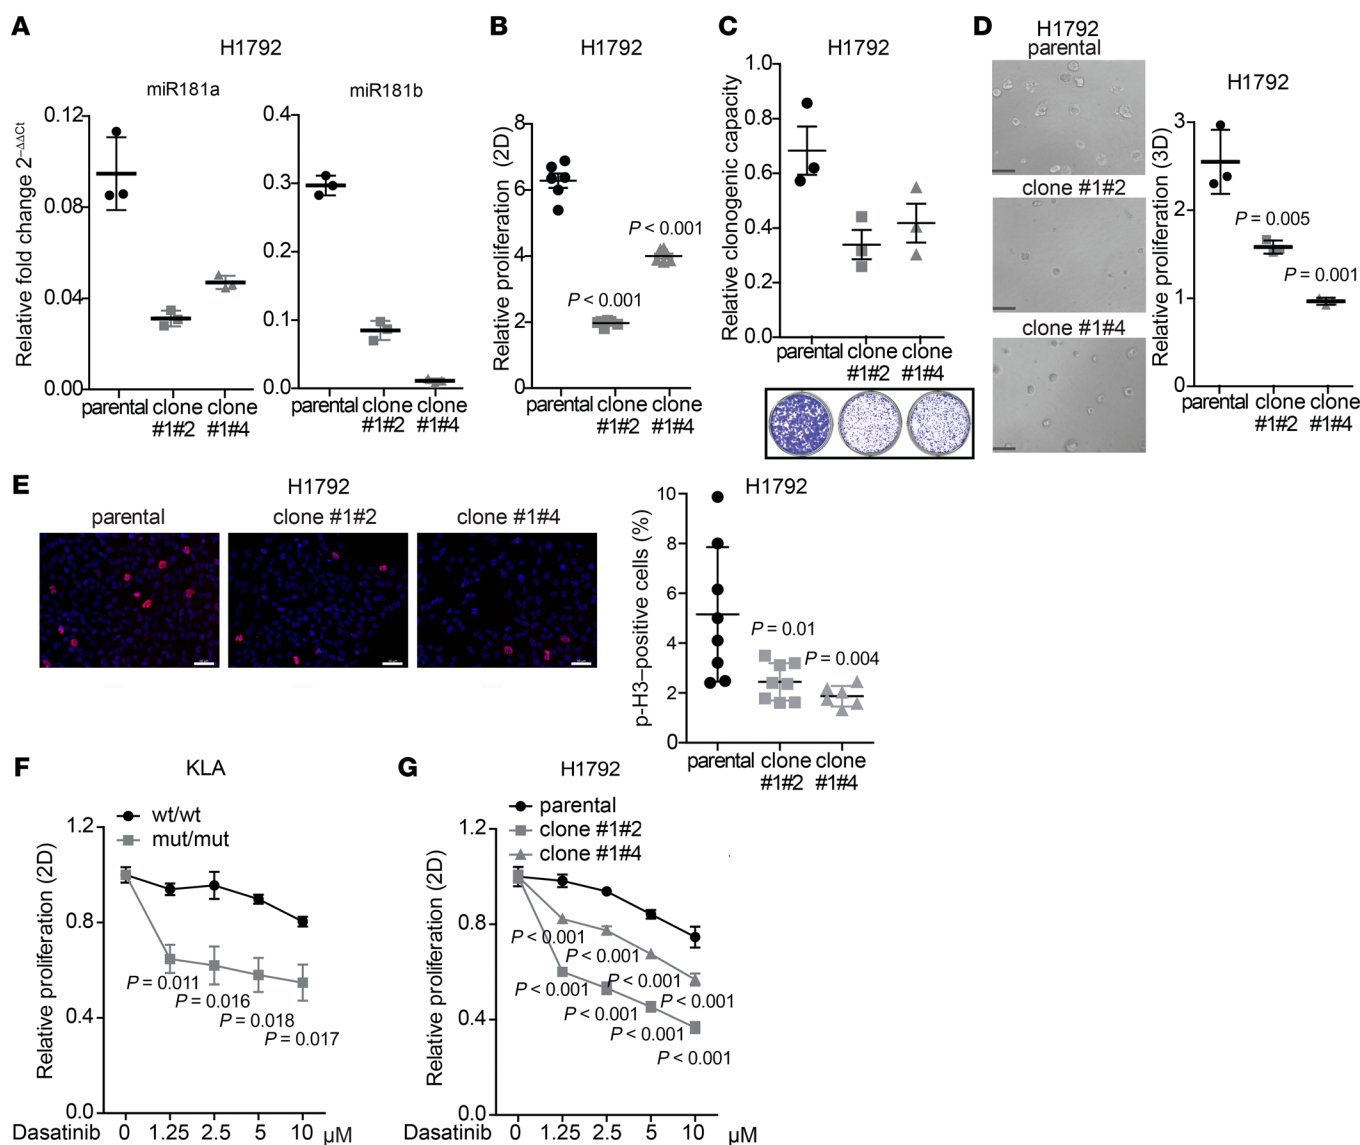 A
H1792
miR181a
miR181b
Relative fold change 2⁻ΔΔCt
0.12
0.08
0.04
0.00
parental clone #1#2 clone #1#4
0.4
0.3
0.2
0.1
0.0
parental clone #1#2 clone #1#4
B
H1792
Relative proliferation (2D)
8
6
4
2
0
P < 0.001
P < 0.001
parental clone #1#2 clone #1#4
C
H1792
Relative clonogenic capacity
1.0
0.8
0.6
0.4
0.2
0.0
parental clone #1#2 clone #1#4
D
H1792
parental
clone #1#2
clone #1#4
H1792
Relative proliferation (3D)
3
2
1
0
P = 0.005
P = 0.001
parental clone #1#2 clone #1#4
E
H1792
parental
clone #1#2
clone #1#4
H1792
p-H3–positive cells (%)
10
8
6
4
2
0
P = 0.01
P = 0.004
parental clone #1#2 clone #1#4
F
KLA
wt/wt
mut/mut
Relative proliferation (2D)
1.2
0.8
0.4
0.0
P = 0.011
P = 0.016
P = 0.018
P = 0.017
Dasatinib 0 1.25 2.5 5 10 µM
G
H1792
parental
clone #1#2
clone #1#4
Relative proliferation (2D)
1.2
0.8
0.4
0.0
P < 0.001
P < 0.001
P < 0.001
P < 0.001
P < 0.001
P < 0.001
P < 0.001
P < 0.001
Dasatinib 0 1.25 2.5 5 10 µM